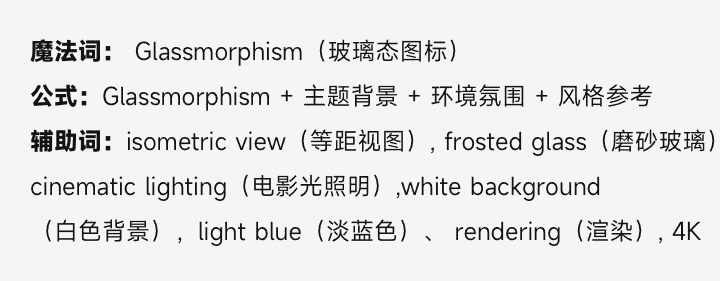 魔法词： Glassmorphism（玻璃态图标）
公式：Glassmorphism + 主题背景 + 环境氛围 + 风格参考
辅助词：isometric view（等距视图）, frosted glass（磨砂玻璃）
cinematic lighting（电影光照明）,white background
（白色背景）, light blue（淡蓝色）、 rendering（渲染）, 4K